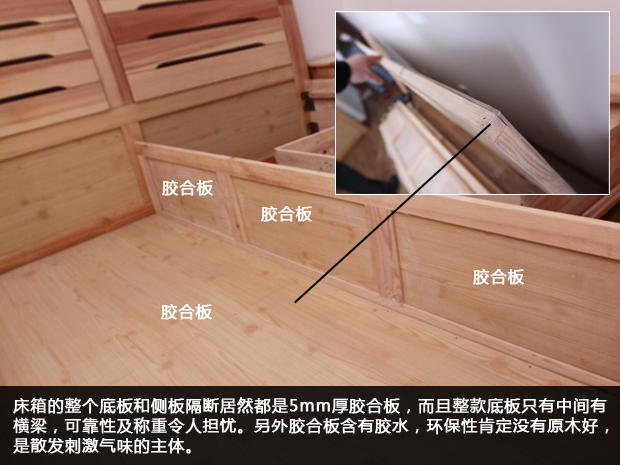 胶合板
胶合板
胶合板
胶合板
床箱的整个底板和侧板隔断居然都是5mm厚胶合板，而且整款底板只有中间有
横梁，可靠性及称重令人担忧。另外胶合板含有胶水，环保性肯定没有原木好，
是散发刺激气味的主体。